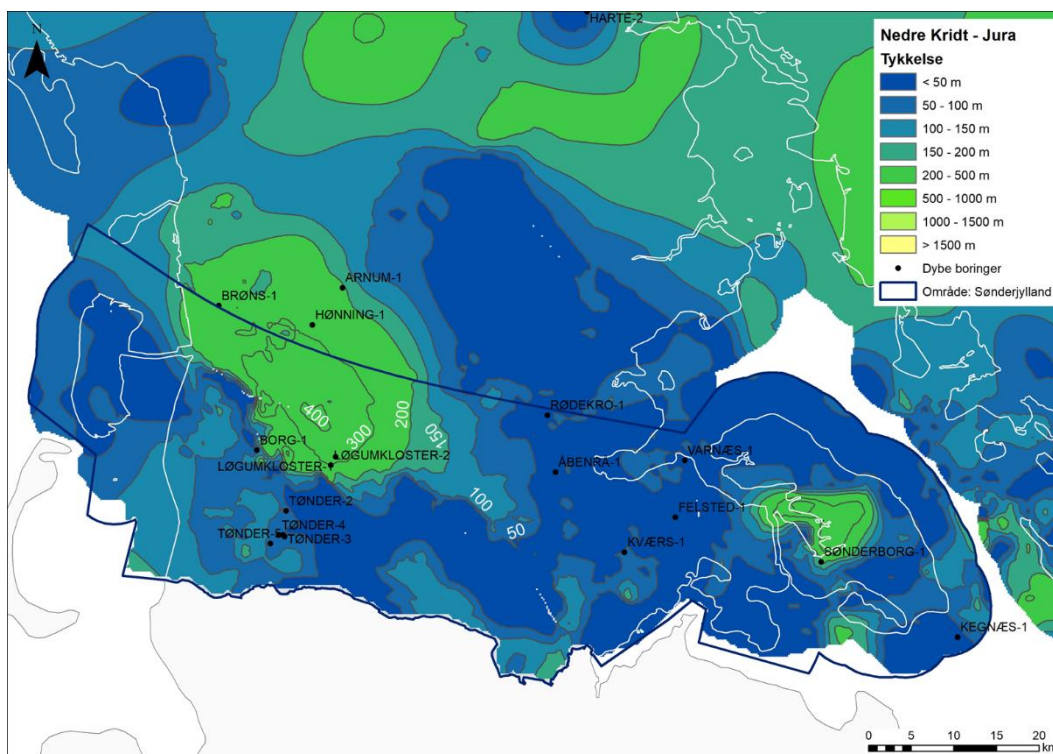 HARTE-2
N
Nedre Kridt - Jura
Tykkelse
< 50 m
50 - 100 m
100 - 150 m
150 - 200 m
200 - 500 m
500 - 1000 m
1000 - 1500 m
> 1500 m
Dybe boringer
Område: Sønderjylland
ARNUM-1
BRØNS-1
HØNNING-1
400
200
300
150
RØDEKRO-1
BORG-1
LØGUMKLOSTER-2
LØGUMKLOSTER-
VARNÆS-1
ÅBENRÅ-1
100
50
TØNDER-2
FELSTED-1
TØNDER-4
TØNDER-5
TØNDER-3
KVÆRS-1
SØNDERBORG-1
KEGNÆS-1
0 5 10 15 20
km